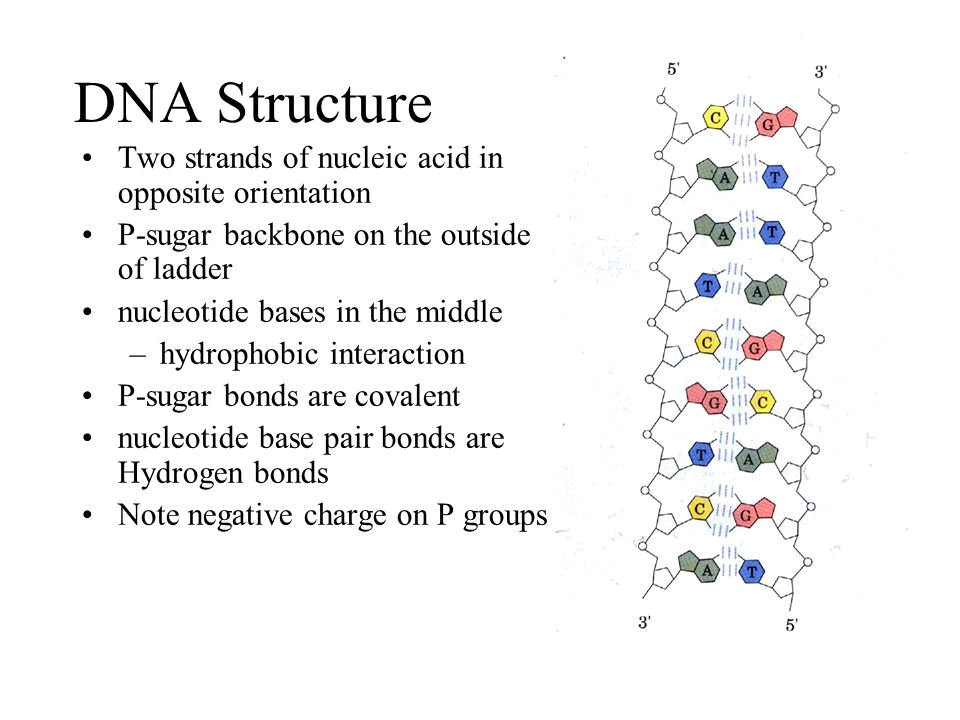 DNA Structure
• Two strands of nucleic acid in
opposite orientation
• P-sugar backbone on the outside
of ladder
• nucleotide bases in the middle
– hydrophobic interaction
• P-sugar bonds are covalent
• nucleotide base pair bonds are
Hydrogen bonds
• Note negative charge on P groups
5' 3'
C G
A T
A T
T A
C G
G C
T A
C G
A T
3' 5'